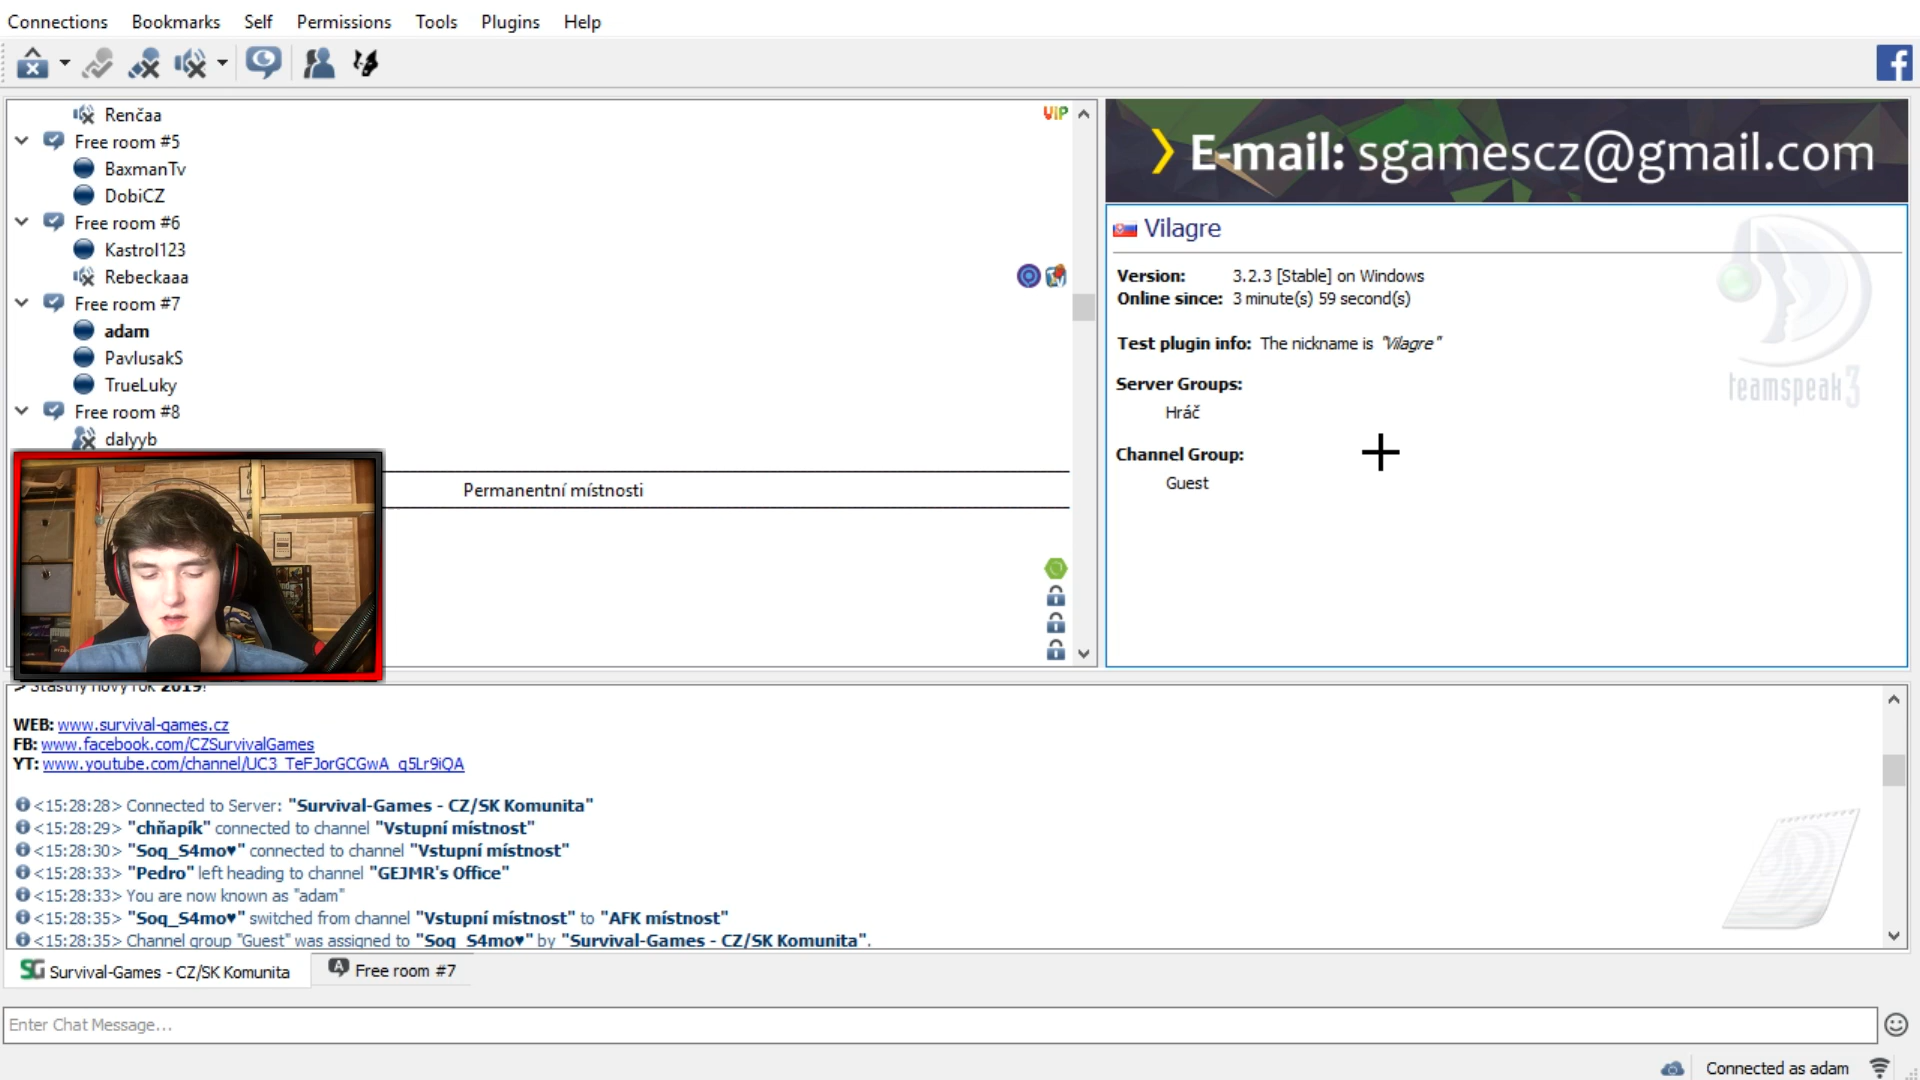 Connections Bookmarks Self Permissions Tools Plugins Help
Renčaa
VIP
Free room #5
BaxmanTv
DobiCZ
Free room #6
Kastrol123
Rebeckaaa
Free room #7
adam
PavlusakS
TrueLuky
Free room #8
dalyyb
Permanentní místnosti
E-mail: sgamescz@gmail.com
Vilagre
Version: 3.2.3 [Stable] on Windows
Online since: 3 minute(s) 59 second(s)
Test plugin info: The nickname is "Vilagre"
Server Groups:
Hráč
Channel Group:
Guest
teamspeak3
> Šťastný nový rok 2019!
WEB: www.survival-games.cz
FB: www.facebook.com/CZSurvivalGames
YT: www.youtube.com/channel/UC3_TeFJorGCGwA_q5Lr9iQA
<15:28:28> Connected to Server: "Survival-Games - CZ/SK Komunita"
<15:28:29> "chňapík" connected to channel "Vstupní místnost"
<15:28:30> "Soq_S4mo♥" connected to channel "Vstupní místnost"
<15:28:33> "Pedro" left heading to channel "GEJMR's Office"
<15:28:33> You are now known as "adam"
<15:28:35> "Soq_S4mo♥" switched from channel "Vstupní místnost" to "AFK místnost"
<15:28:35> Channel group "Guest" was assigned to "Soq_S4mo♥" by "Survival-Games - CZ/SK Komunita".
SG Survival-Games - CZ/SK Komunita
Free room #7
Enter Chat Message...
Connected as adam